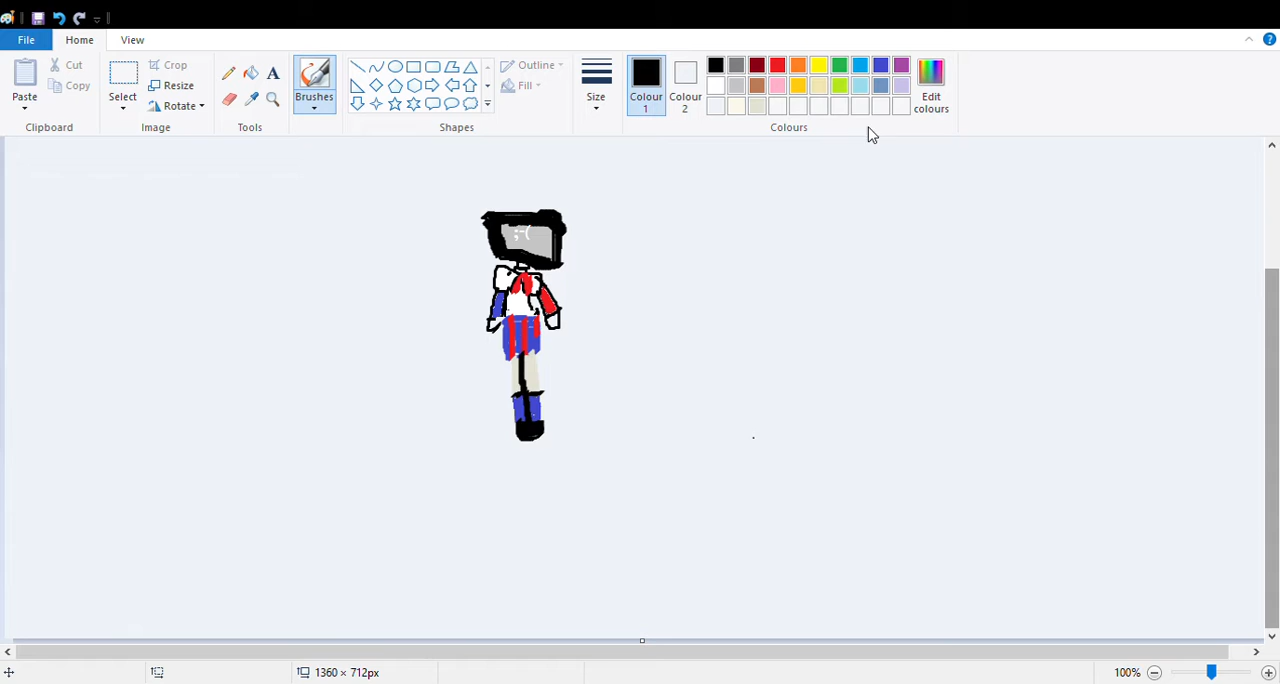 File Home View
Cut
Copy
Paste
Clipboard
Select
Crop
Resize
Rotate
Image
A
Tools
Brushes
Outline
Fill
Shapes
Size
Colour
1
Colour
2
Edit
colours
Colours
;-(
1360 × 712px
100%